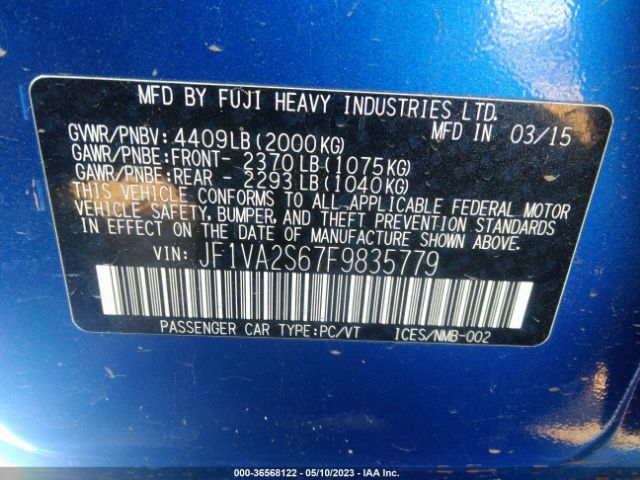 MFD BY FUJI HEAVY INDUSTRIES LTD.
GVWR/PNBV: 4409LB (2000KG) MFD IN 03/15
GAWR/PNBE: FRONT- 2370LB (1075KG)
GAWR/PNBE: REAR - 2293LB (1040KG)
THIS VEHICLE CONFORMS TO ALL APPLICABLE FEDERAL MOTOR
VEHICLE SAFETY, BUMPER, AND THEFT PREVENTION STANDARDS
IN EFFECT ON THE DATE OF MANUFACTURE SHOWN ABOVE.
VIN: JF1VA2S67F9835779
PASSENGER CAR TYPE: PC/VT ICES/NMB-002
000-36568122 - 05/10/2023 - IAA Inc.